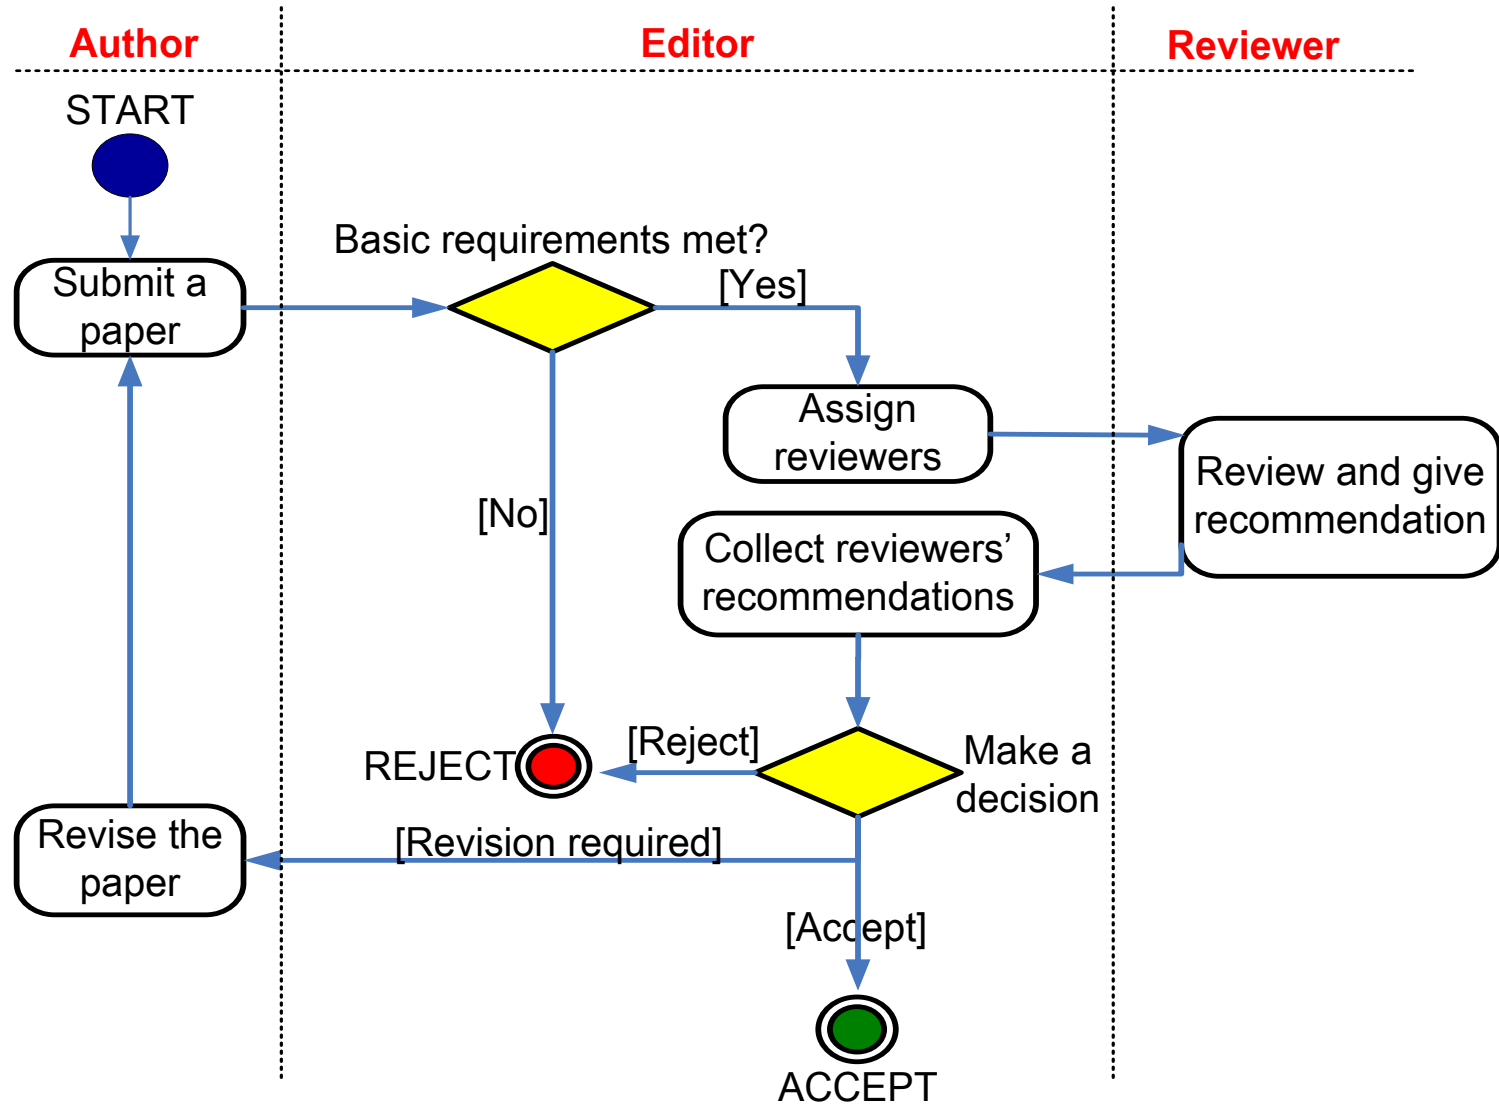 Author
Editor
Reviewer
START
Basic requirements met?
[Yes]
Submit a
paper
Assign
reviewers
Review and give
recommendation
[No]
Collect reviewers’
recommendations
[Reject]
REJECT
Make a
decision
Revise the
paper
[Revision required]
[Accept]
ACCEPT